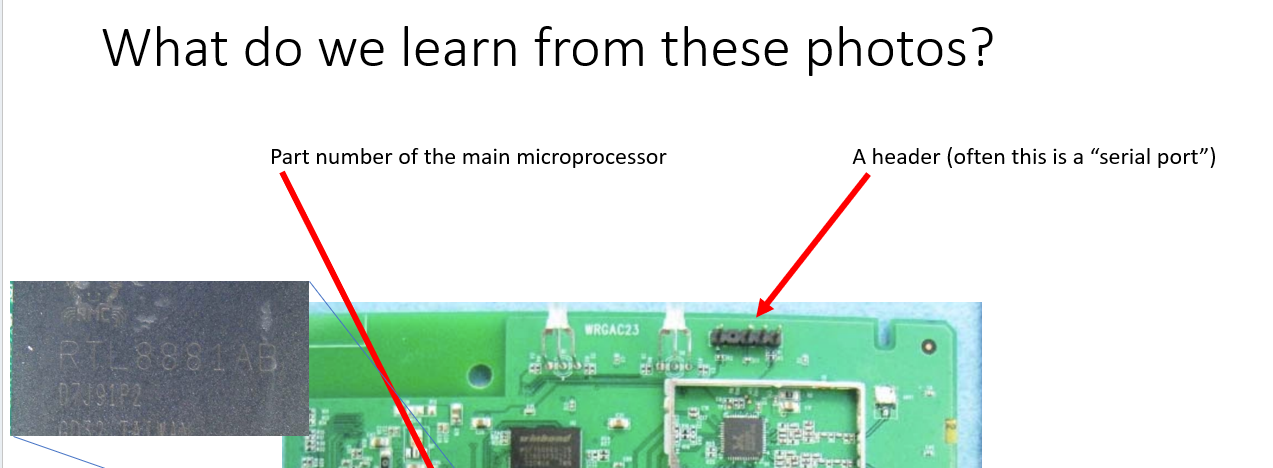 What do we learn from these photos?
Part number of the main microprocessor
A header (often this is a “serial port”)
RTL8881AB
WRGAC23
winbond